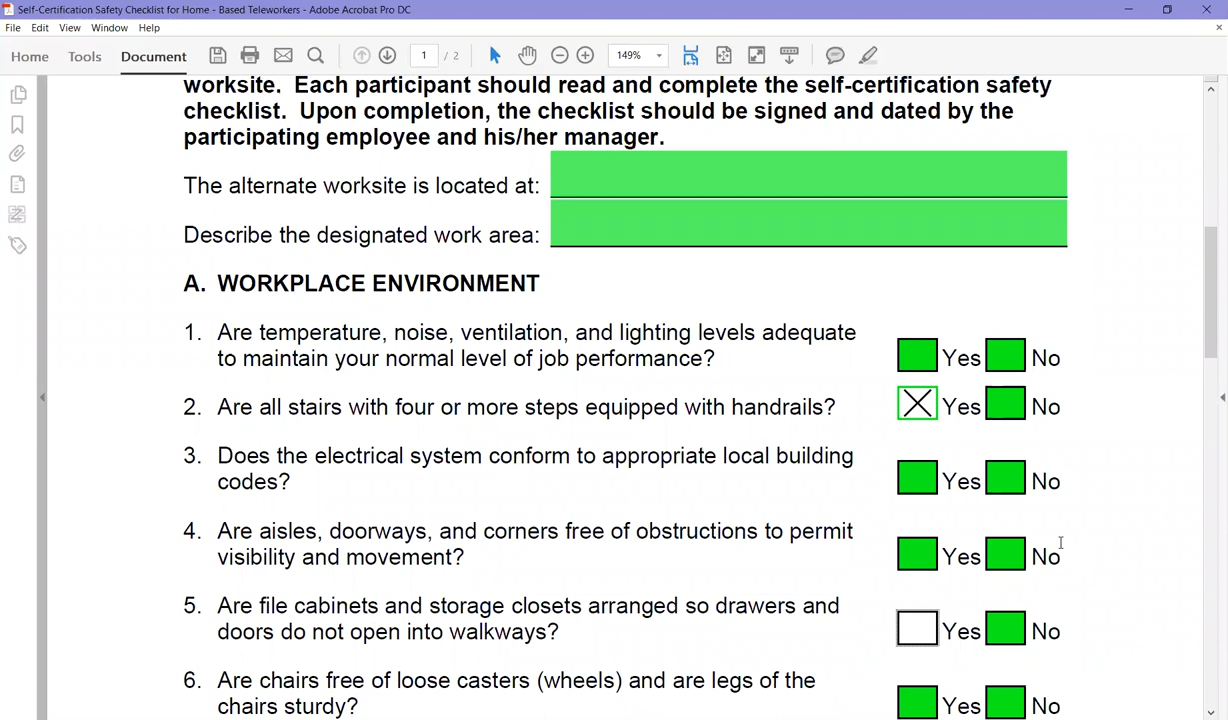 Self-Certification Safety Checklist for Home - Based Teleworkers - Adobe Acrobat Pro DC
File Edit View Window Help
Home Tools Document 1 / 2 149%
worksite. Each participant should read and complete the self-certification safety
checklist. Upon completion, the checklist should be signed and dated by the
participating employee and his/her manager.
The alternate worksite is located at:
Describe the designated work area:
A. WORKPLACE ENVIRONMENT
1. Are temperature, noise, ventilation, and lighting levels adequate
to maintain your normal level of job performance? Yes No
2. Are all stairs with four or more steps equipped with handrails? Yes No
3. Does the electrical system conform to appropriate local building
codes? Yes No
4. Are aisles, doorways, and corners free of obstructions to permit
visibility and movement? Yes No
5. Are file cabinets and storage closets arranged so drawers and
doors do not open into walkways? Yes No
6. Are chairs free of loose casters (wheels) and are legs of the
chairs sturdy? Yes No